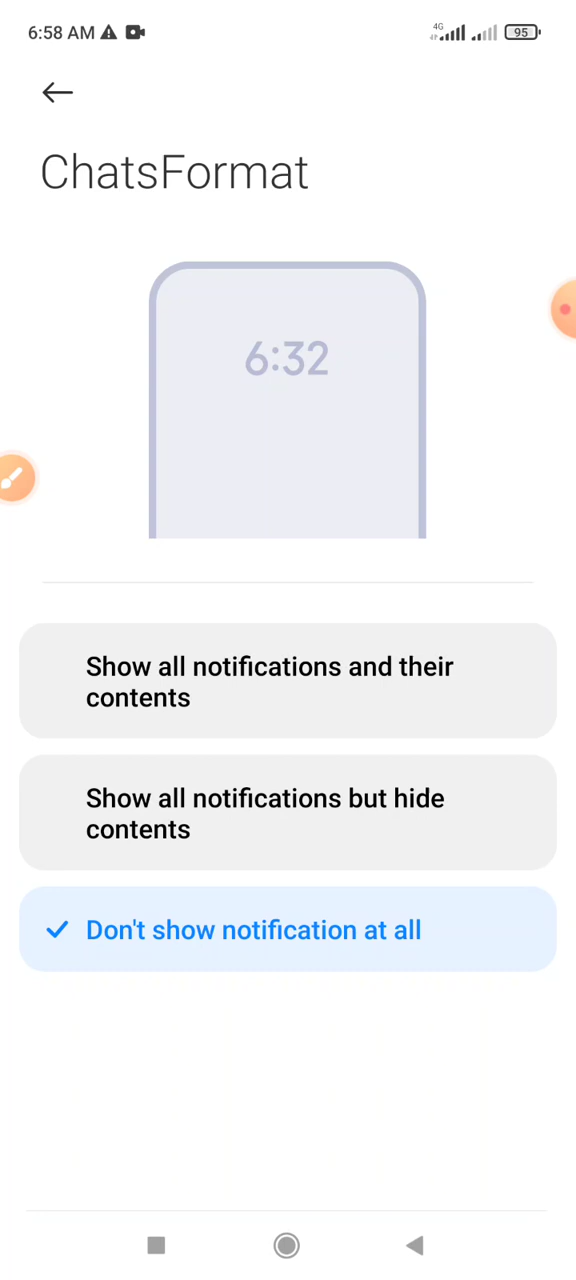 6:58 AM 4G 95
ChatsFormat
6:32
Show all notifications and their
contents
Show all notifications but hide
contents
Don't show notification at all